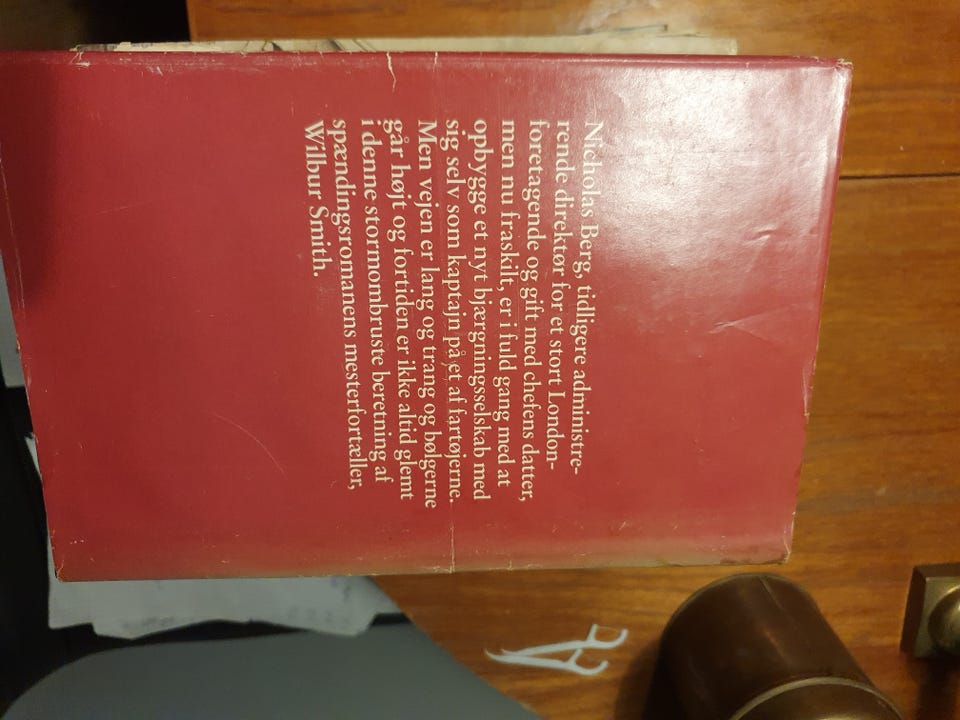 Nicholas Berg, tidligere administre-
rende direktør for et stort London-
foretagende og gift med chefens datter,
men nu fraskilt, er i fuld gang med at
opbygge et nyt bjærgningsselskab med
sig selv som kaptajn på et af fartøjerne.
Men vejen er lang og trang og bølgerne
går højt og fortiden er ikke altid glemt
i denne stormombruste beretning af
spændingsromanens mesterfortæller,
Wilbur Smith.